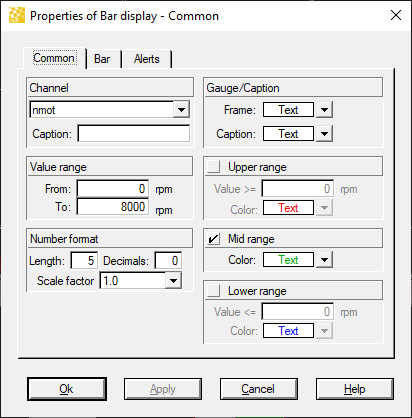 Properties of Bar display - Common
Common
Bar
Alerts
Channel
nmot
Caption:
Value range
From: 0 rpm
To: 8000 rpm
Number format
Length: 5 Decimals: 0
Scale factor 1.0
Gauge/Caption
Frame: Text
Caption: Text
Upper range
Value >= 0 rpm
Color: Text
Mid range
Color: Text
Lower range
Value <= 0 rpm
Color: Text
Ok
Apply
Cancel
Help